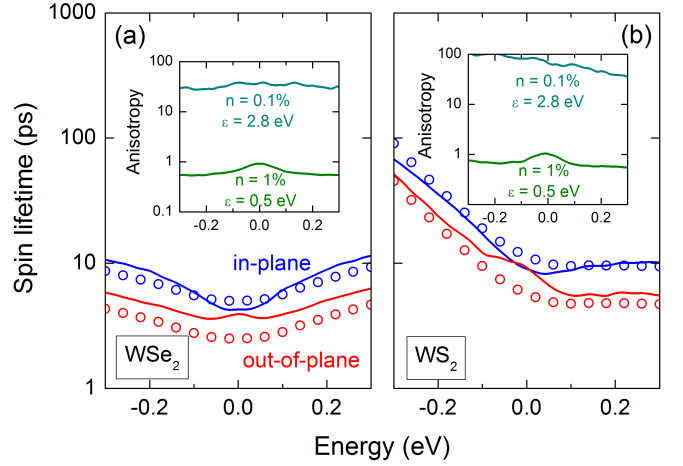 1000
100
10
1
Spin lifetime (ps)
(a)
100
10
1
0.1
Anisotropy
n = 0.1%
ε = 2.8 eV
n = 1%
ε = 0.5 eV
-0.2
0.0
0.2
in-plane
out-of-plane
WSe2
-0.2
0.0
0.2
(b)
100
10
1
Anisotropy
n = 0.1%
ε = 2.8 eV
n = 1%
ε = 0.5 eV
-0.2
0.0
0.2
WS2
-0.2
0.0
0.2
Energy (eV)